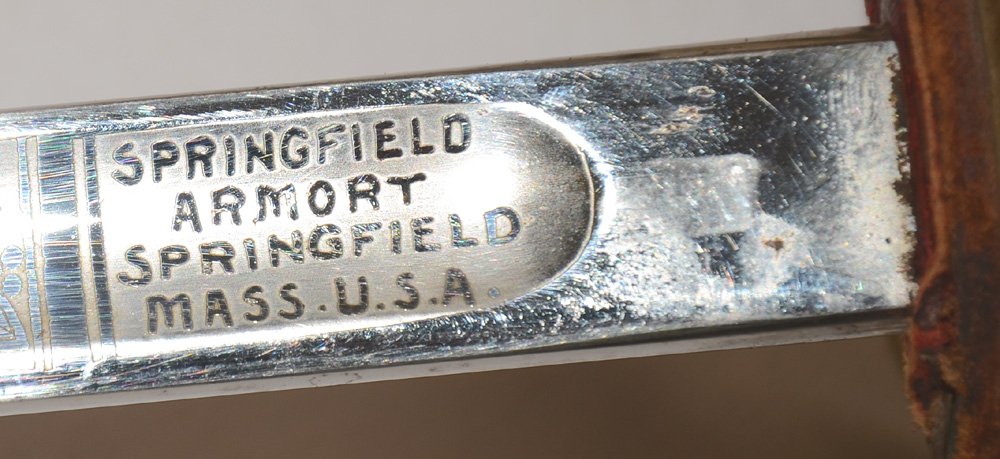 SPRINGFIELD
ARMORT
SPRINGFIELD
MASS.U.S.A.